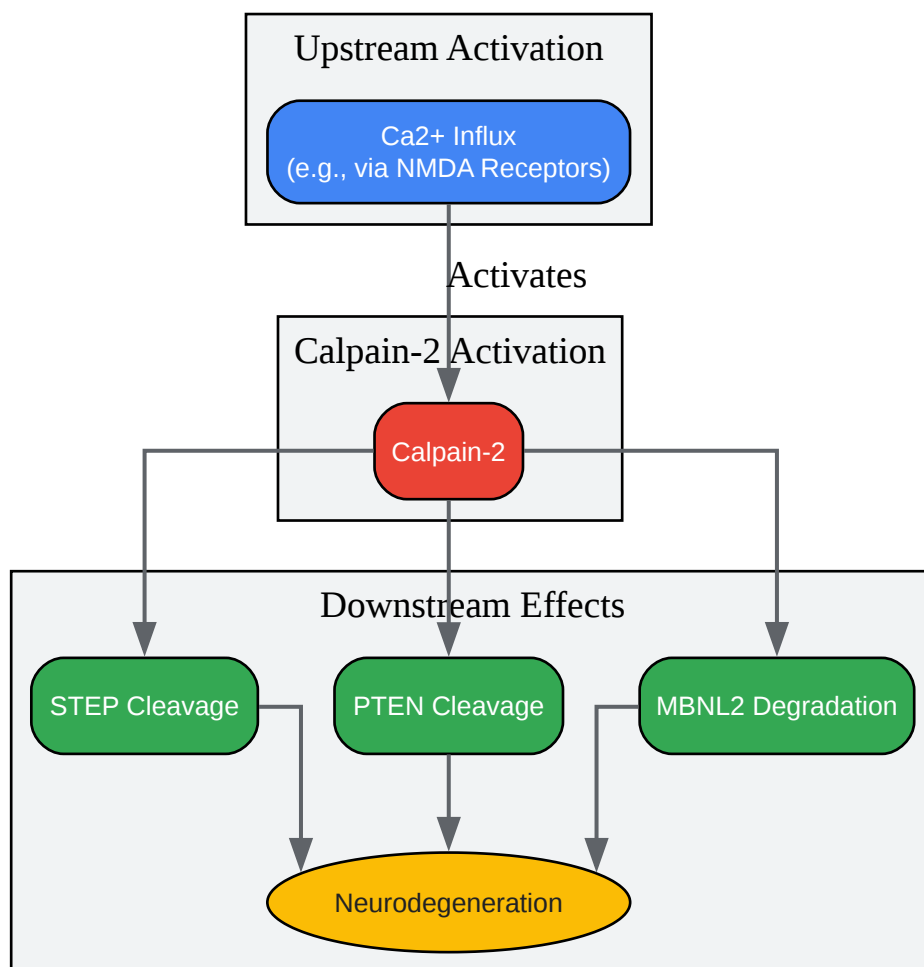 Upstream Activation
Ca2+ Influx
(e.g., via NMDA Receptors)
Activates
Calpain-2 Activation
Calpain-2
Downstream Effects
STEP Cleavage
PTEN Cleavage
MBNL2 Degradation
Neurodegeneration